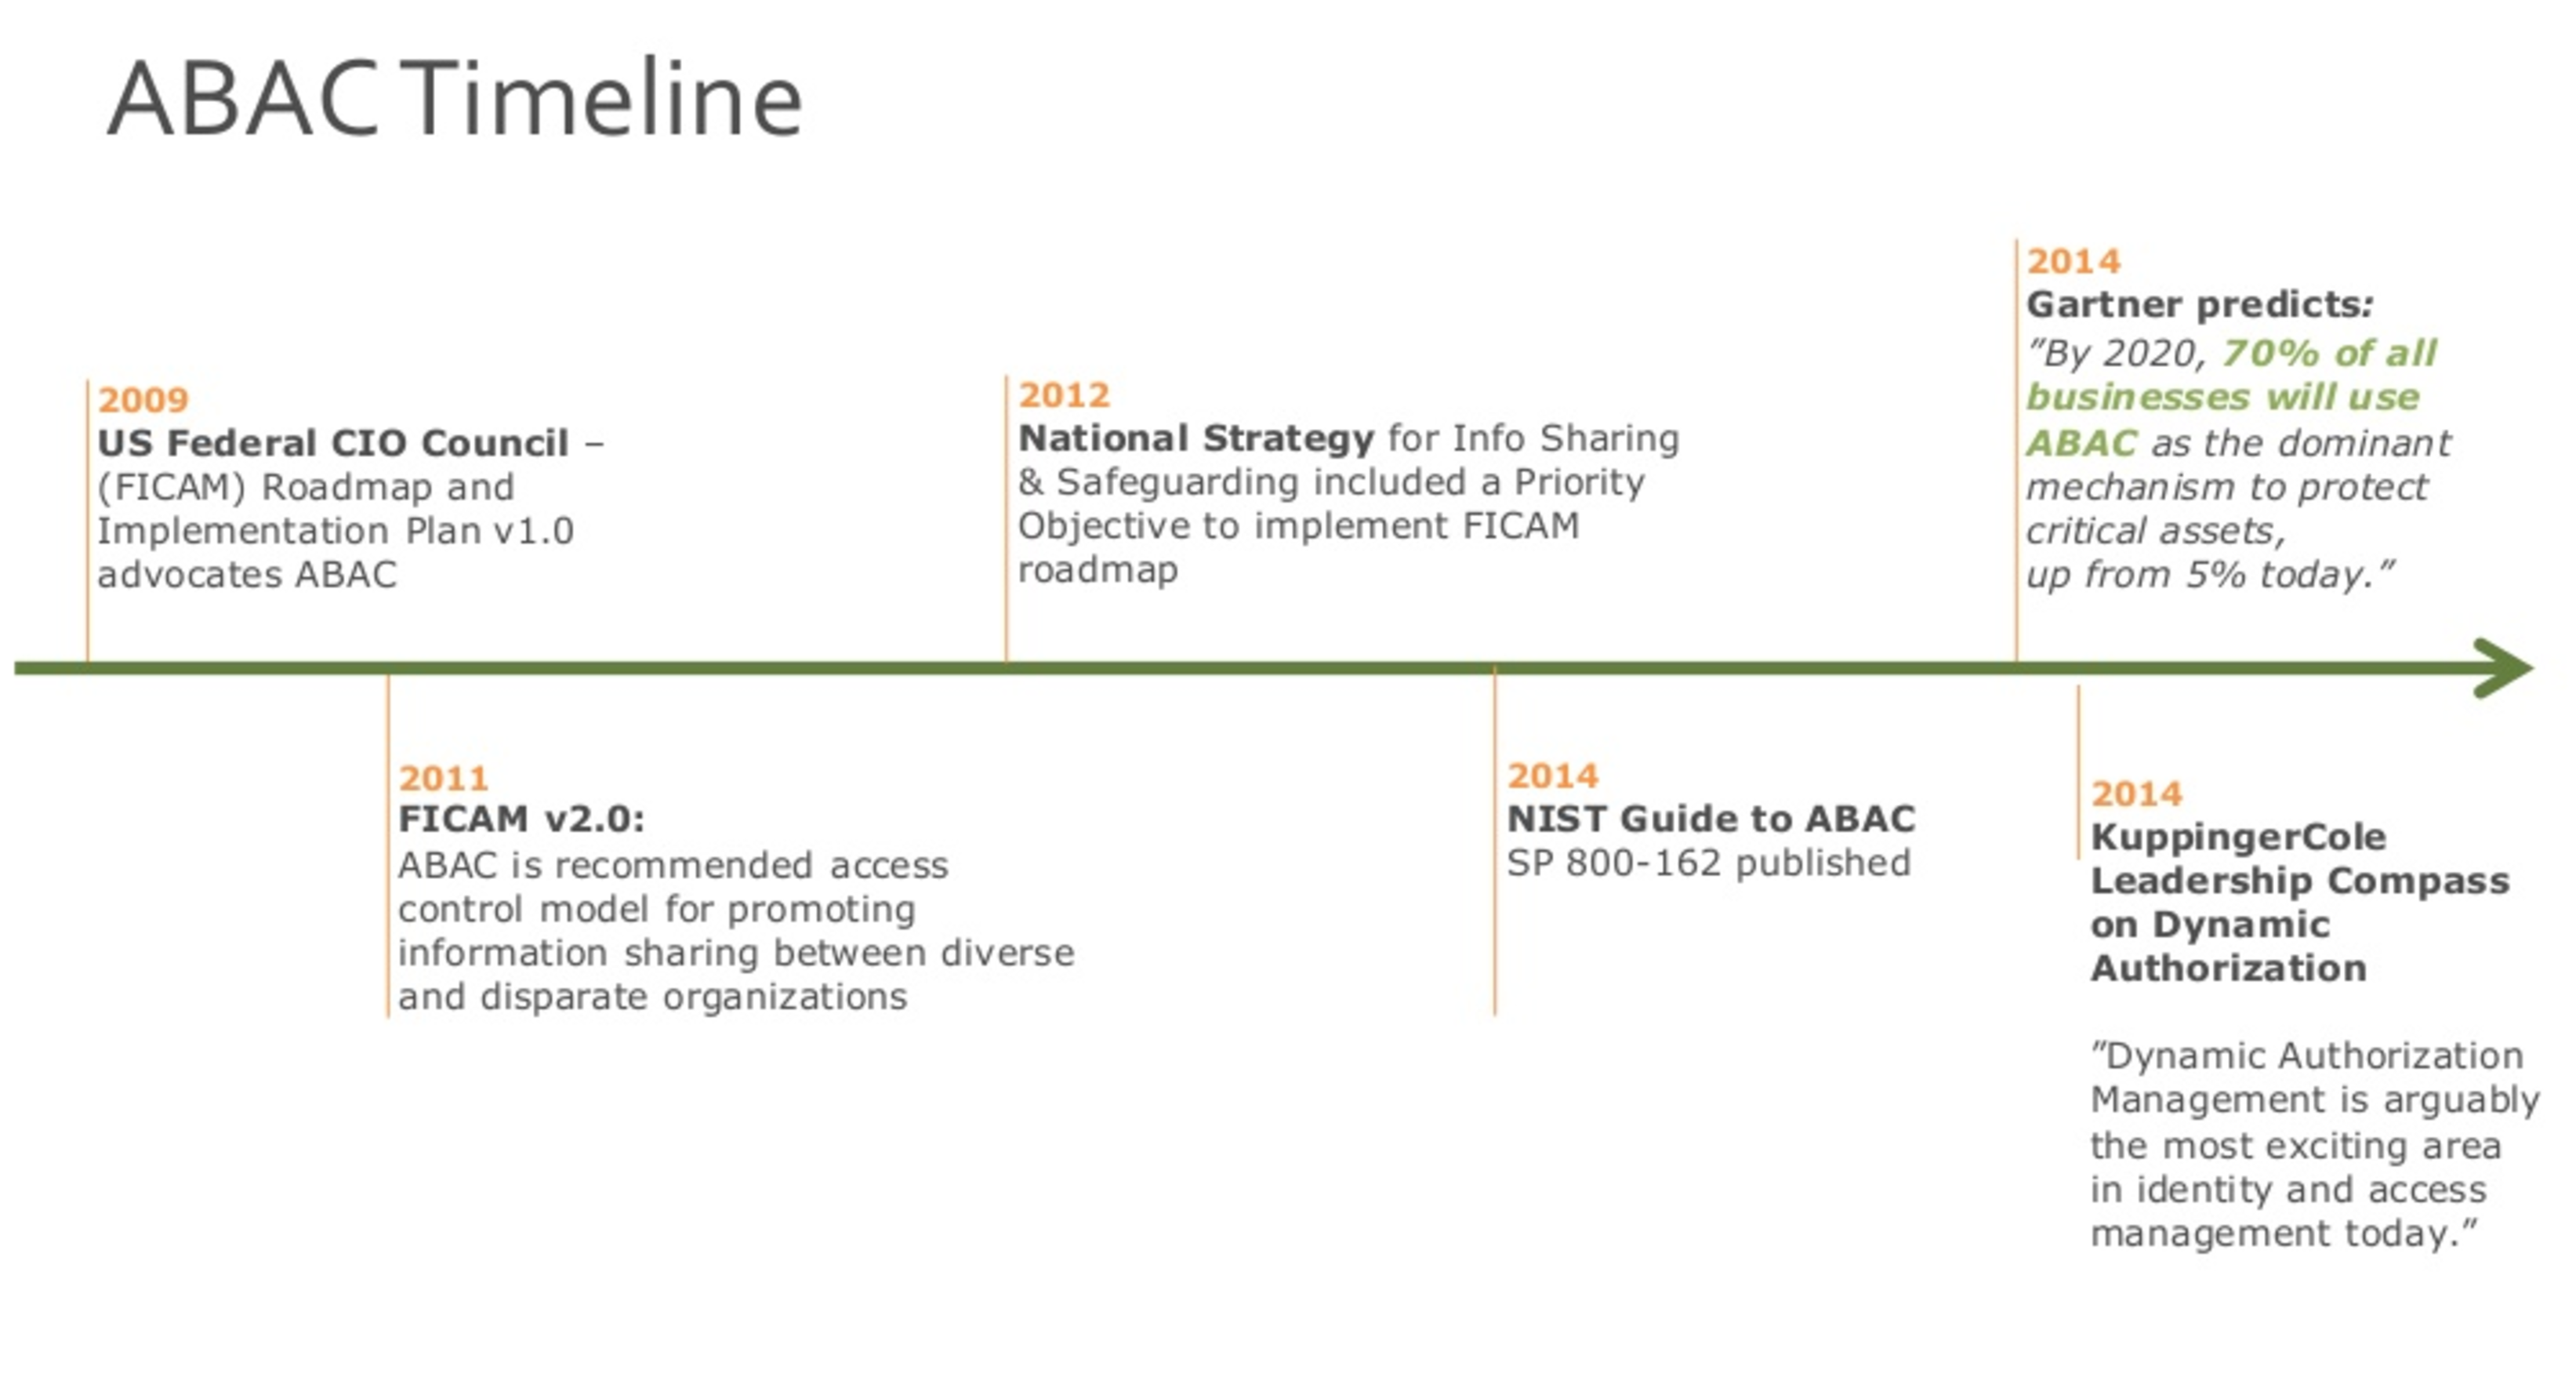 ABAC Timeline
2009
US Federal CIO Council –
(FICAM) Roadmap and
Implementation Plan v1.0
advocates ABAC
2011
FICAM v2.0:
ABAC is recommended access
control model for promoting
information sharing between diverse
and disparate organizations
2012
National Strategy for Info Sharing
& Safeguarding included a Priority
Objective to implement FICAM
roadmap
2014
NIST Guide to ABAC
SP 800-162 published
2014
Gartner predicts:
”By 2020, 70% of all
businesses will use
ABAC as the dominant
mechanism to protect
critical assets,
up from 5% today.”
2014
KuppingerCole
Leadership Compass
on Dynamic
Authorization
”Dynamic Authorization
Management is arguably
the most exciting area
in identity and access
management today.”